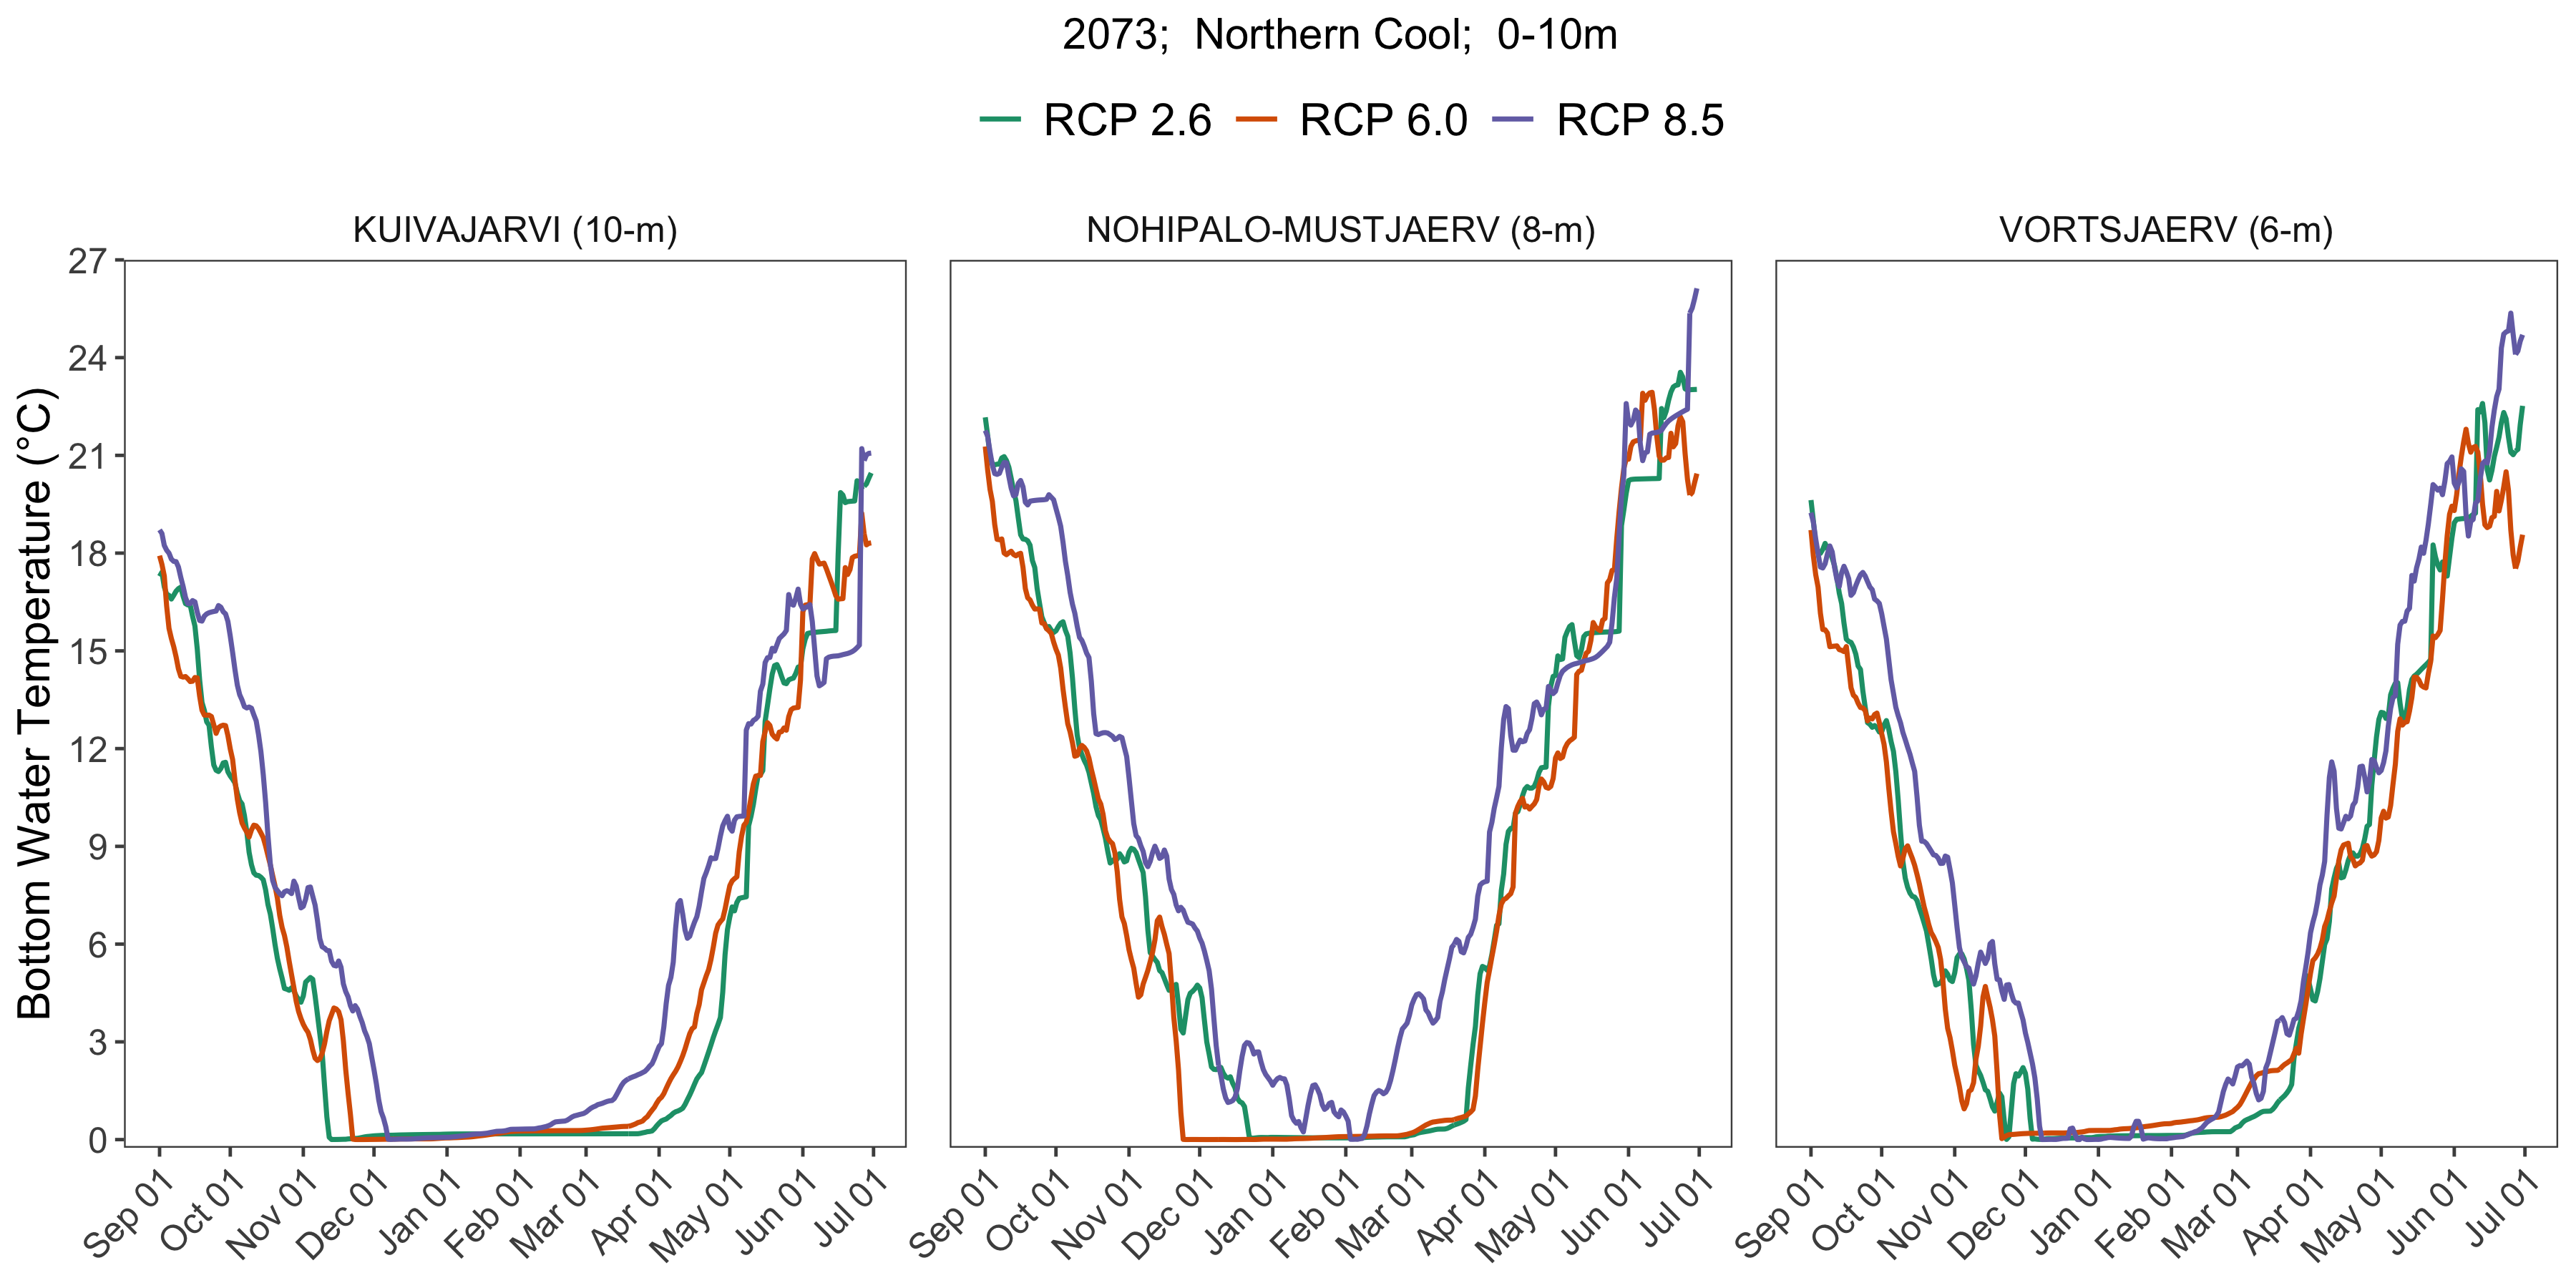 2073;  Northern Cool;  0-10m
RCP 2.6 RCP 6.0 RCP 8.5
KUIVAJARVI (10-m) NOHIPALO-MUSTJAERV (8-m) VORTSJAERV (6-m)
Bottom Water Temperature (°C)
27
24
21
18
15
12
9
6
3
0
Sep 01 Oct 01 Nov 01 Dec 01 Jan 01 Feb 01 Mar 01 Apr 01 May 01 Jun 01 Jul 01
Sep 01 Oct 01 Nov 01 Dec 01 Jan 01 Feb 01 Mar 01 Apr 01 May 01 Jun 01 Jul 01
Sep 01 Oct 01 Nov 01 Dec 01 Jan 01 Feb 01 Mar 01 Apr 01 May 01 Jun 01 Jul 01